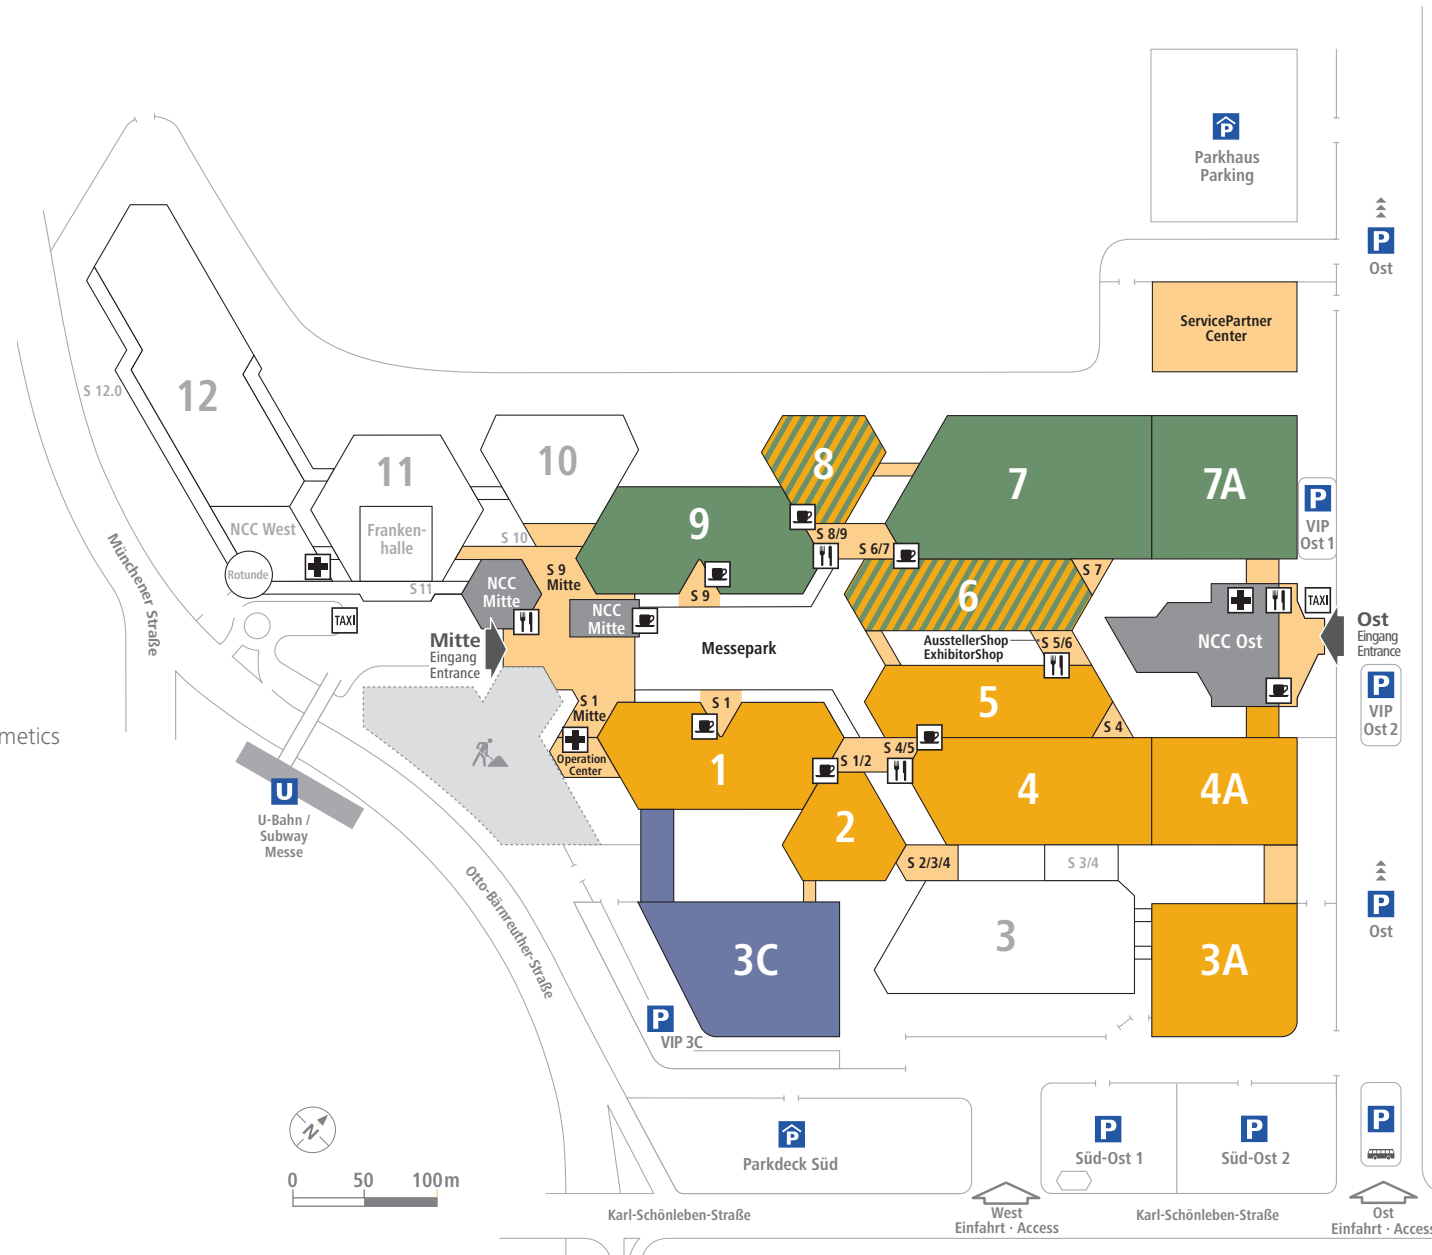 P
Parkhaus
Parking
P
Ost
ServicePartner
Center
12
S 12.0
11
10
8
7
7A
9
NCC West
Franken-
halle
S 10
S 8/9
S 6/7
P
VIP
Ost 1
Rotunde
S 11
NCC
Mitte
S 9
Mitte
S 9
6
S 7
NCC
Mitte
TAXI
TAXI
Münchener Straße
Mitte
Eingang
Entrance
Messepark
AusstellerShop
ExhibitorShop
S 5/6
NCC Ost
Ost
Eingang
Entrance
P
VIP
Ost 2
S 1
Mitte
S 1
5
S 4
metics
Operation
Center
1
S 1/2
S 4/5
4
4A
U
U-Bahn /
Subway
Messe
2
S 2/3/4
S 3/4
P
Ost
Otto-Bärnreuther-Straße
3C
3
3A
P
VIP 3C
N
0 50 100 m
P
Parkdeck Süd
P
Süd-Ost 1
P
Süd-Ost 2
P
Karl-Schönleben-Straße
West
Einfahrt · Access
Karl-Schönleben-Straße
Ost
Einfahrt · Access